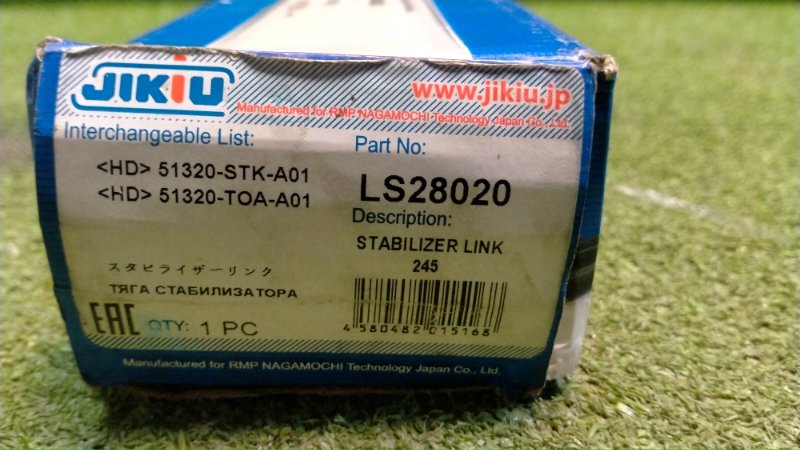 JIKIU
www.jikiu.jp
Manufactured for RMP NAGAMOCHI Technology Japan Co., Ltd.
Interchangeable List:
Part No:
<HD> 51320-STK-A01
<HD> 51320-TOA-A01
LS28020
Description:
STABILIZER LINK
245
スタビライザーリンク
ТЯГА СТАБИЛИЗАТОРА
EAC QTY: 1 PC
4 580482 015168
Manufactured for RMP NAGAMOCHI Technology Japan Co., Ltd.